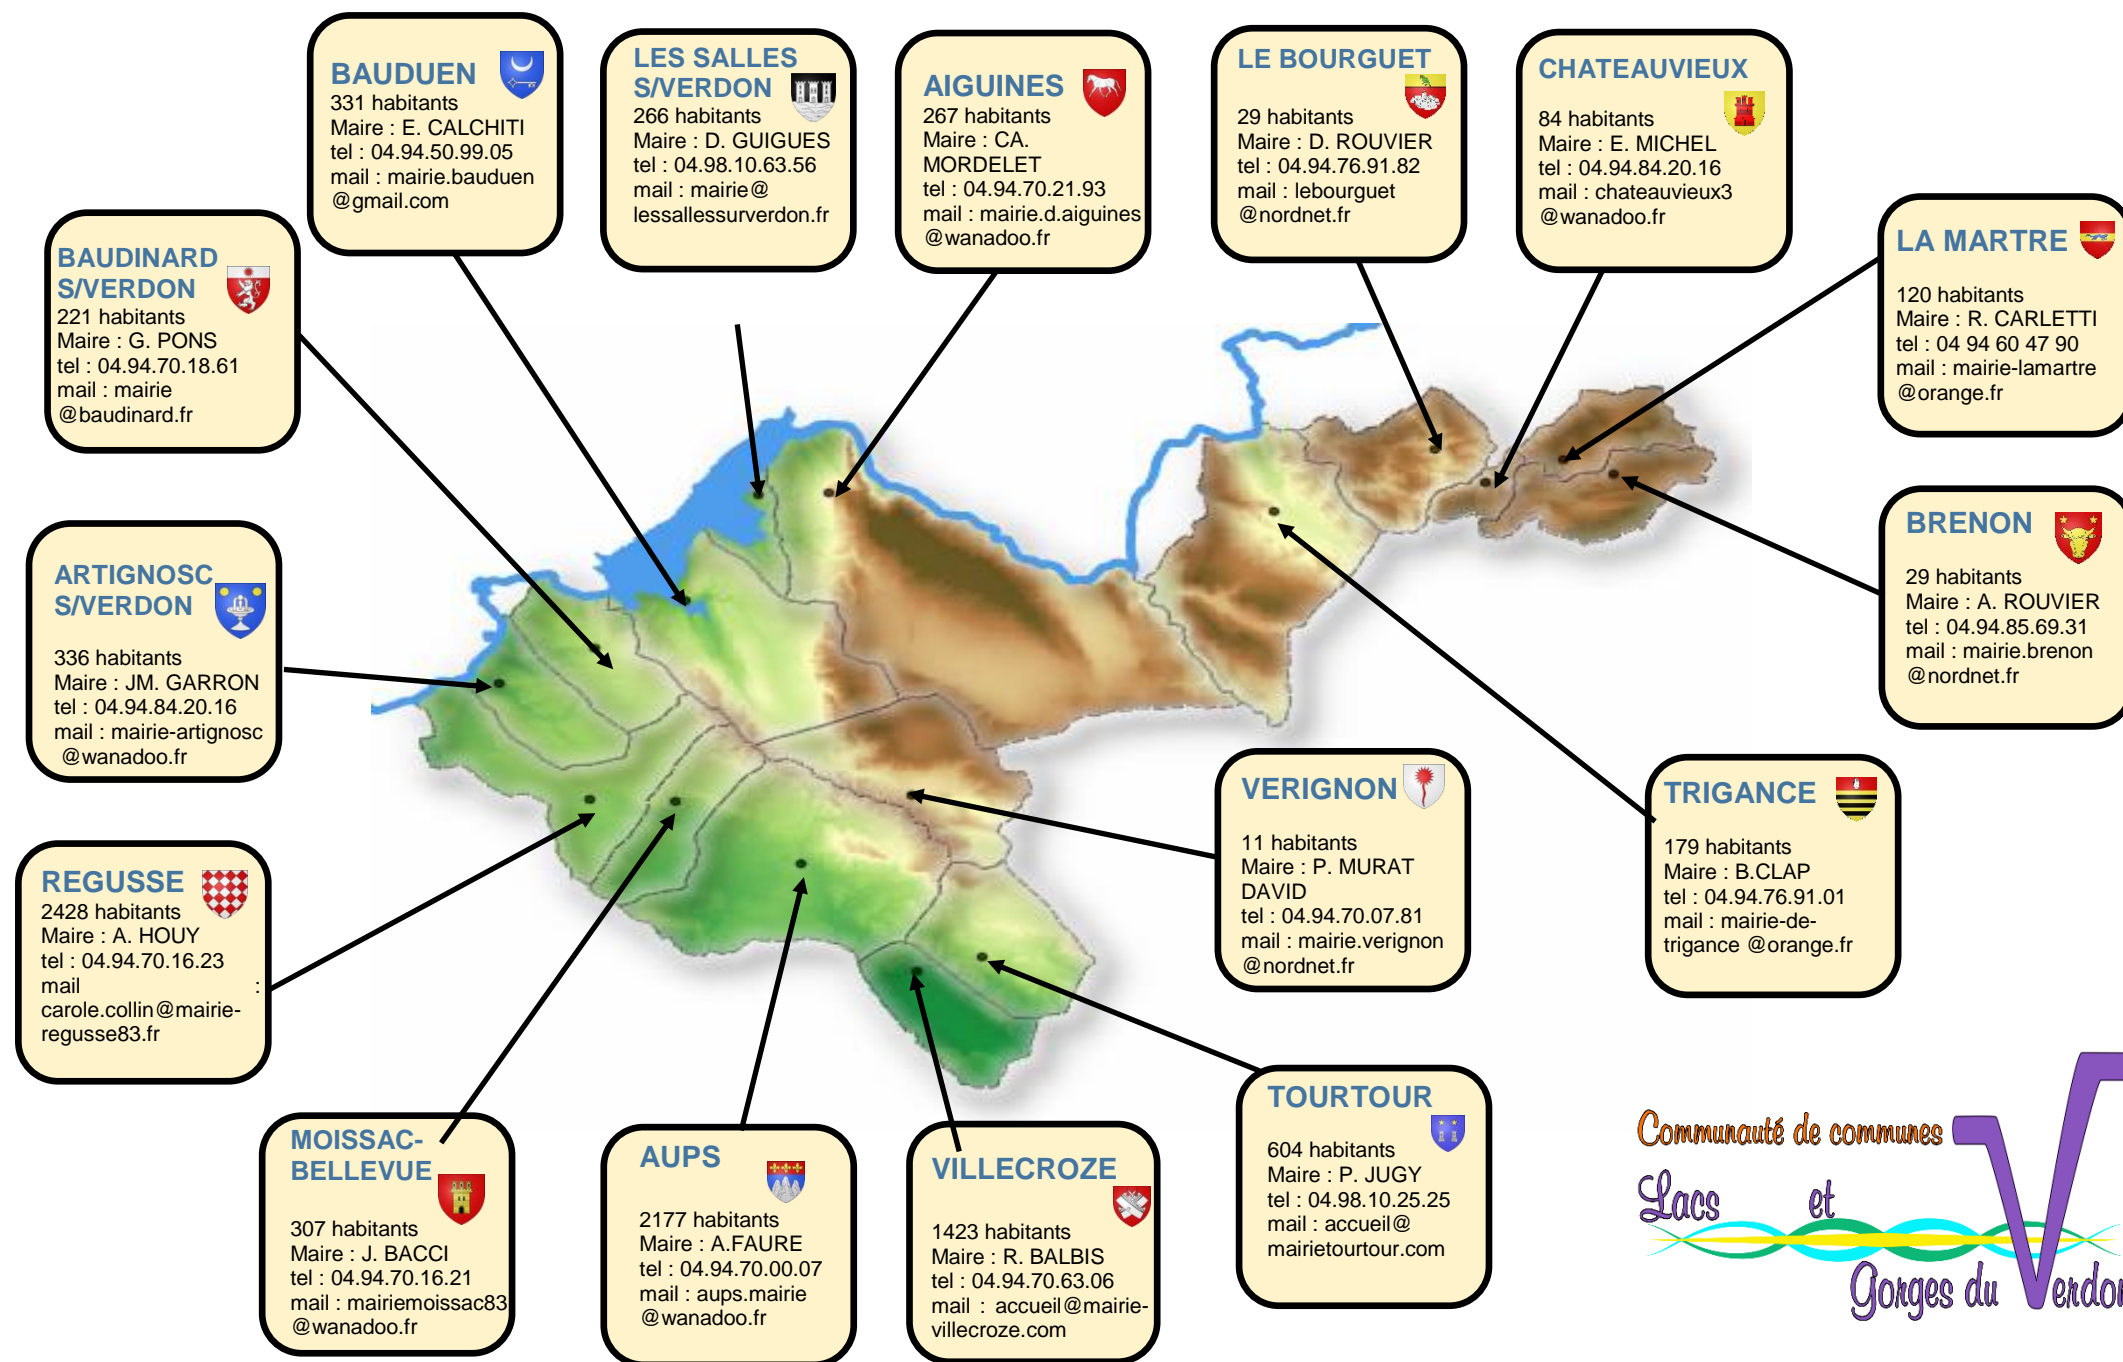 BAUDUEN
331 habitants
Maire : E. CALCHITI
tel : 04.94.50.99.05
mail : mairie.bauduen
@gmail.com
LES SALLES
S/VERDON
266 habitants
Maire : D. GUIGUES
tel : 04.98.10.63.56
mail : mairie@
lessallessurverdon.fr
AIGUINES
267 habitants
Maire : CA.
MORDELET
tel : 04.94.70.21.93
mail : mairie.d.aiguines
@wanadoo.fr
LE BOURGUET
29 habitants
Maire : D. ROUVIER
tel : 04.94.76.91.82
mail : lebourguet
@nordnet.fr
CHATEAUVIEUX
84 habitants
Maire : E. MICHEL
tel : 04.94.84.20.16
mail : chateauvieux3
@wanadoo.fr
LA MARTRE
120 habitants
Maire : R. CARLETTI
tel : 04 94 60 47 90
mail : mairie-lamartre
@orange.fr
BAUDINARD
S/VERDON
221 habitants
Maire : G. PONS
tel : 04.94.70.18.61
mail : mairie
@baudinard.fr
BRENON
29 habitants
Maire : A. ROUVIER
tel : 04.94.85.69.31
mail : mairie.brenon
@nordnet.fr
ARTIGNOSC
S/VERDON
336 habitants
Maire : JM. GARRON
tel : 04.94.84.20.16
mail : mairie-artignosc
@wanadoo.fr
VERIGNON
11 habitants
Maire : P. MURAT
DAVID
tel : 04.94.70.07.81
mail : mairie.verignon
@nordnet.fr
TRIGANCE
179 habitants
Maire : B.CLAP
tel : 04.94.76.91.01
mail : mairie-de-
trigance @orange.fr
REGUSSE
2428 habitants
Maire : A. HOUY
tel : 04.94.70.16.23
mail :
carole.collin@mairie-
regusse83.fr
MOISSAC-
BELLEVUE
307 habitants
Maire : J. BACCI
tel : 04.94.70.16.21
mail : mairiemoissac83
@wanadoo.fr
AUPS
2177 habitants
Maire : A.FAURE
tel : 04.94.70.00.07
mail : aups.mairie
@wanadoo.fr
VILLECROZE
1423 habitants
Maire : R. BALBIS
tel : 04.94.70.63.06
mail : accueil@mairie-
villecroze.com
TOURTOUR
604 habitants
Maire : P. JUGY
tel : 04.98.10.25.25
mail : accueil@
mairietourtour.com
Communauté de communes
Lacs et
Gorges du Verdon